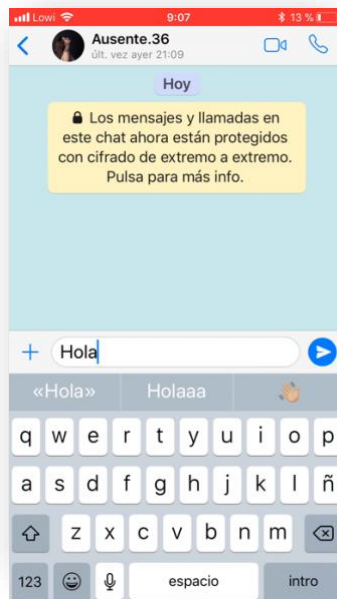 Lowi 9:07 13 %
Ausente.36
últ. vez ayer 21:09
Hoy
Los mensajes y llamadas en
este chat ahora están protegidos
con cifrado de extremo a extremo.
Pulsa para más info.
Hola
«Hola» Holaaa
q w e r t y u i o p
a s d f g h j k l ñ
z x c v b n m
123 espacio intro